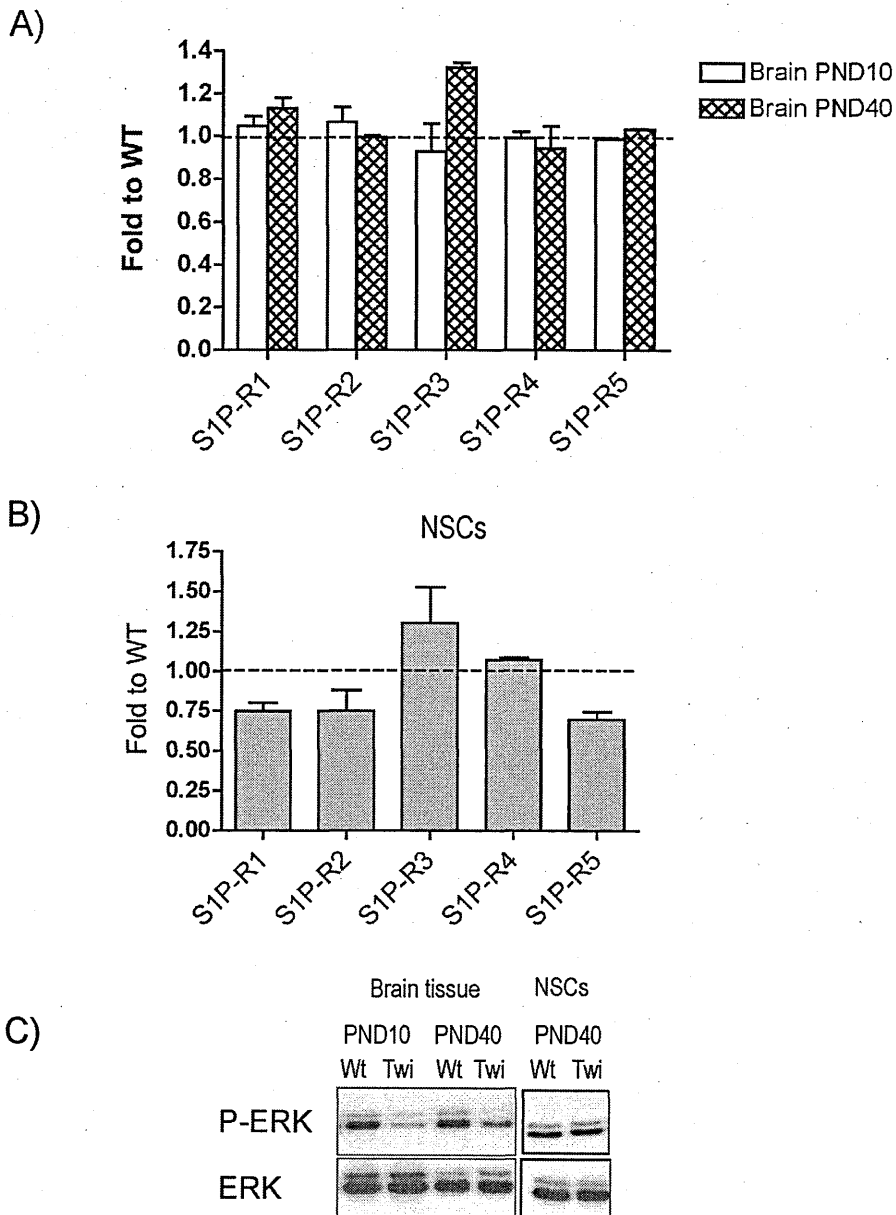 A)
Fold to WT
1.4
1.2
1.0
0.8
0.6
0.4
0.2
0.0
S1P-R1
S1P-R2
S1P-R3
S1P-R4
S1P-R5
Brain PND10
Brain PND40
B)
NSCs
Fold to WT
1.75
1.50
1.25
1.00
0.75
0.50
0.25
0.00
S1P-R1
S1P-R2
S1P-R3
S1P-R4
S1P-R5
C)
Brain tissue NSCs
PND10 PND40 PND40
Wt Twi Wt Twi Wt Twi
P-ERK
ERK